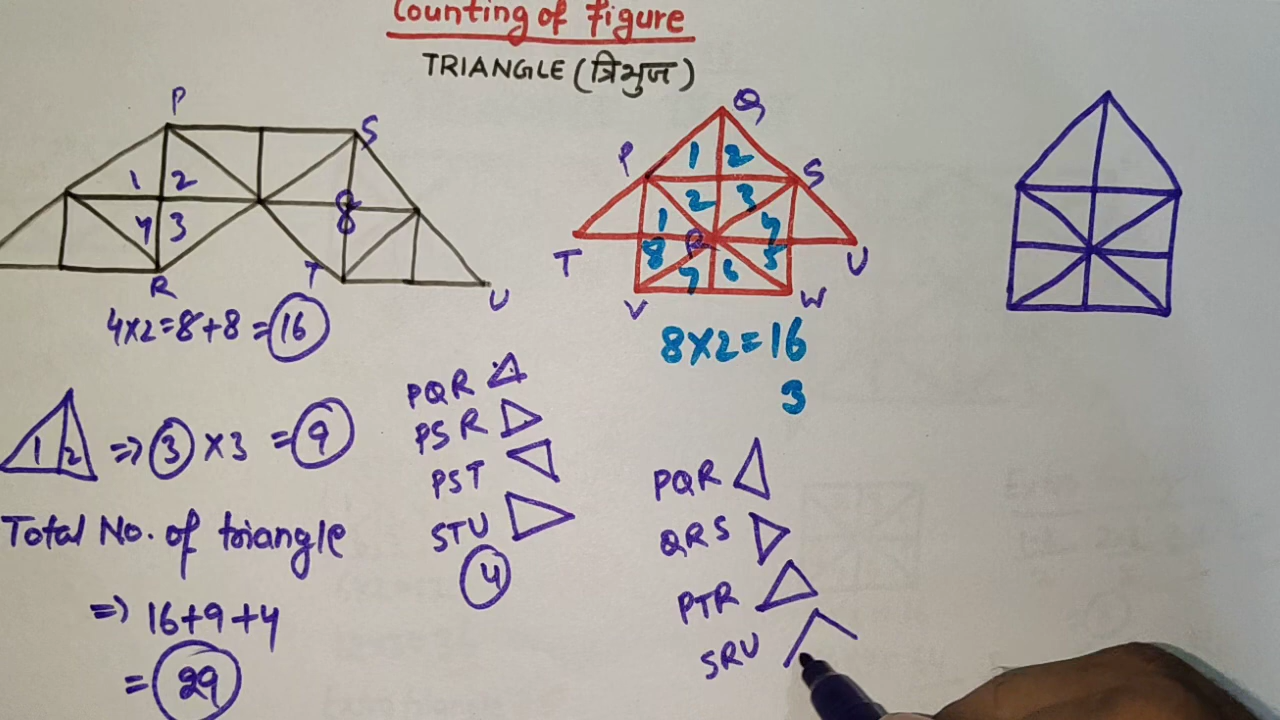 Counting of figure
TRIANGLE (त्रिभुज)
P
S
1 2
4 3
8
R
T
U
4×2=8+8=16
1 2 => 3 ×3 = 9
Total No. of triangle
=> 16+9+4
= 29
PQR
PSR
PST
STU
4
Q
P
S
1 2
2 3
1 4
R
8 7 6 5
T
U
V
W
8×2=16
3
PQR
QRS
PTR
SRU